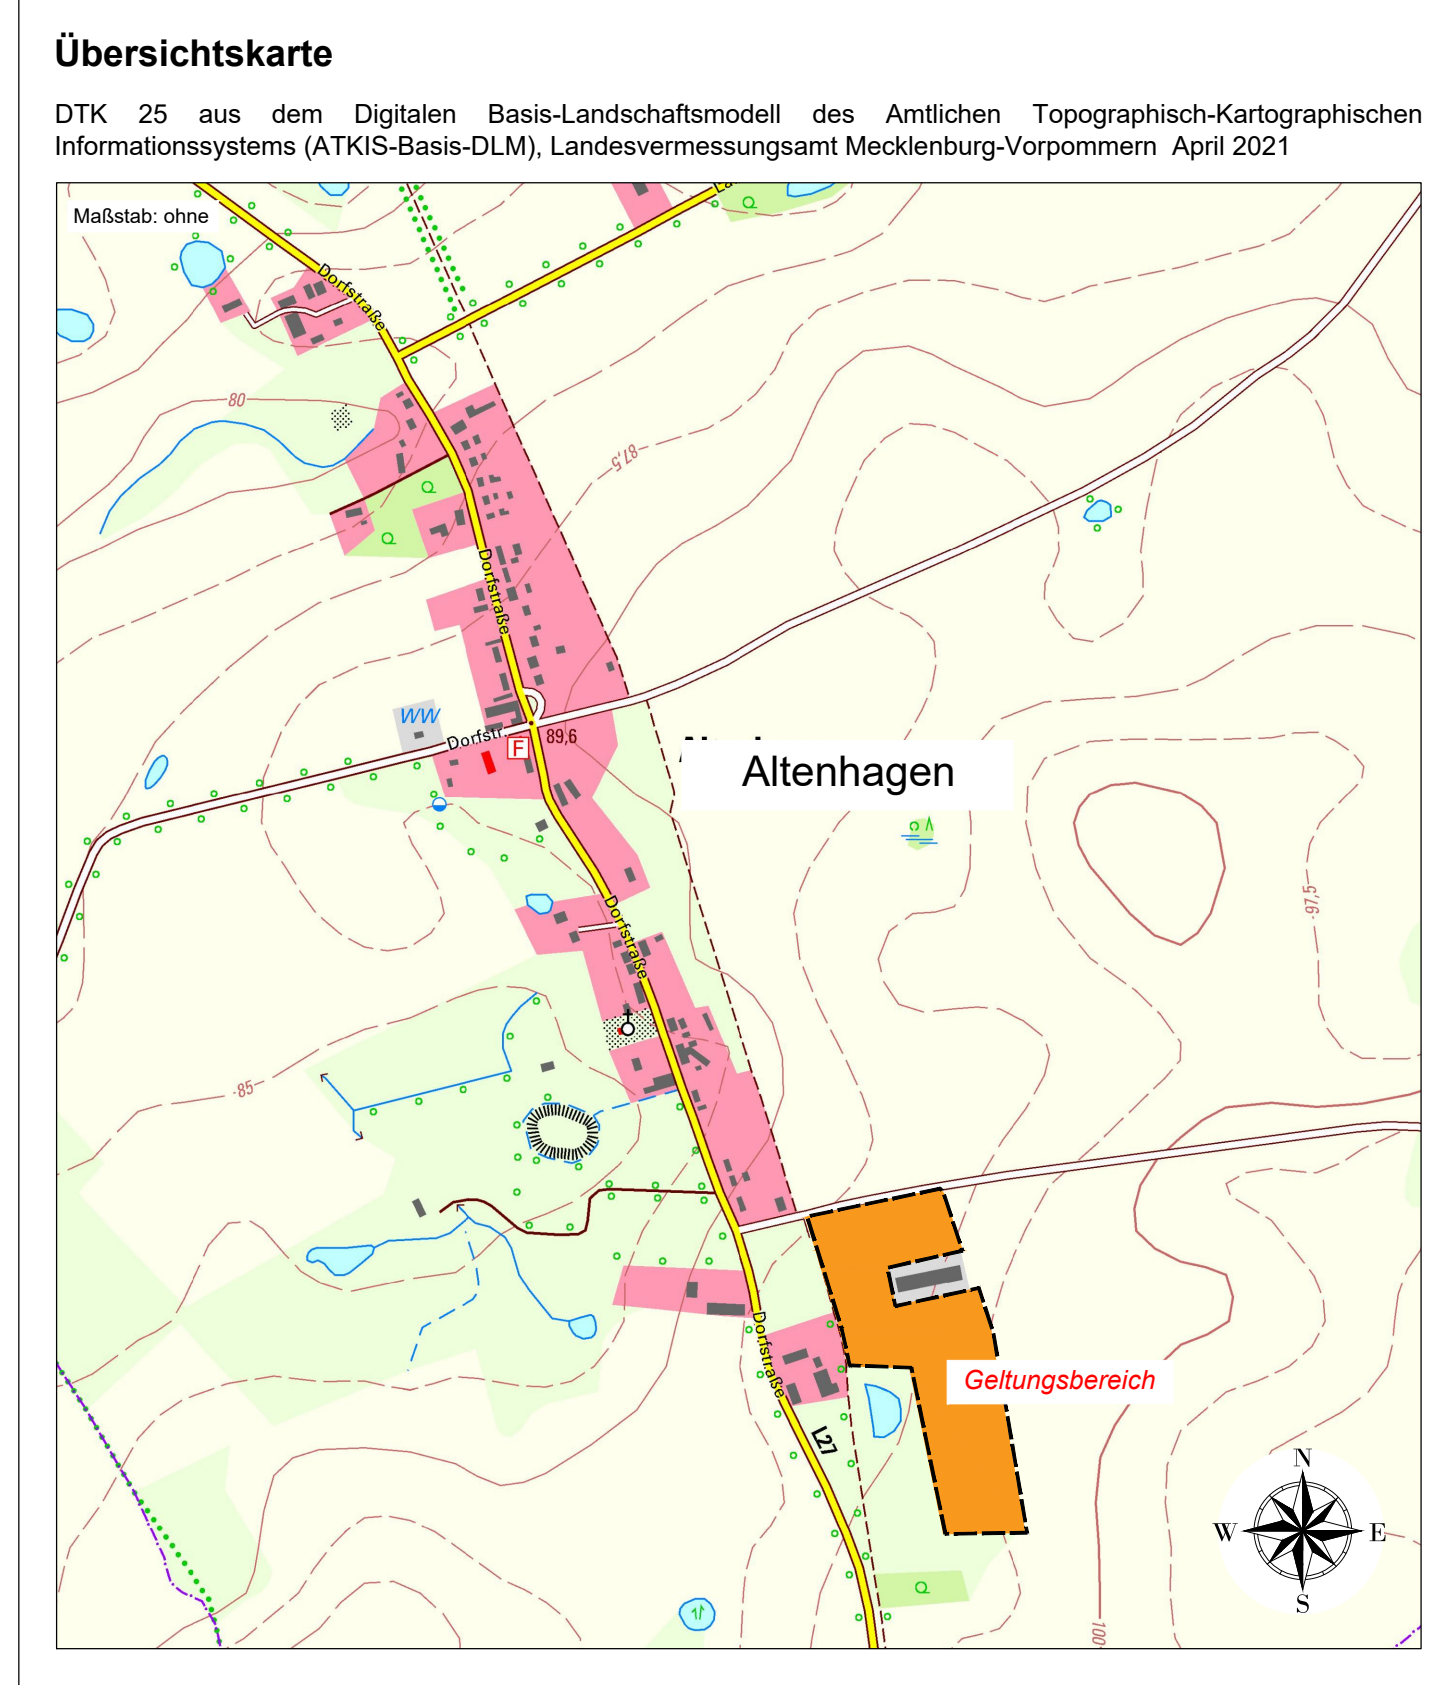 Übersichtskarte
DTK 25 aus dem Digitalen Basis-Landschaftsmodell des Amtlichen Topographisch-Kartographischen
Informationssystems (ATKIS-Basis-DLM), Landesvermessungsamt Mecklenburg-Vorpommern April 2021
Maßstab: ohne
Dorfstraße
80
87,5
Dorfstraße
WW
Dorfstr.
F
89,6
Altenhagen
97,5
Dorfstraße
85
Dorfstraße
Geltungsbereich
L27
N
W
E
S
100